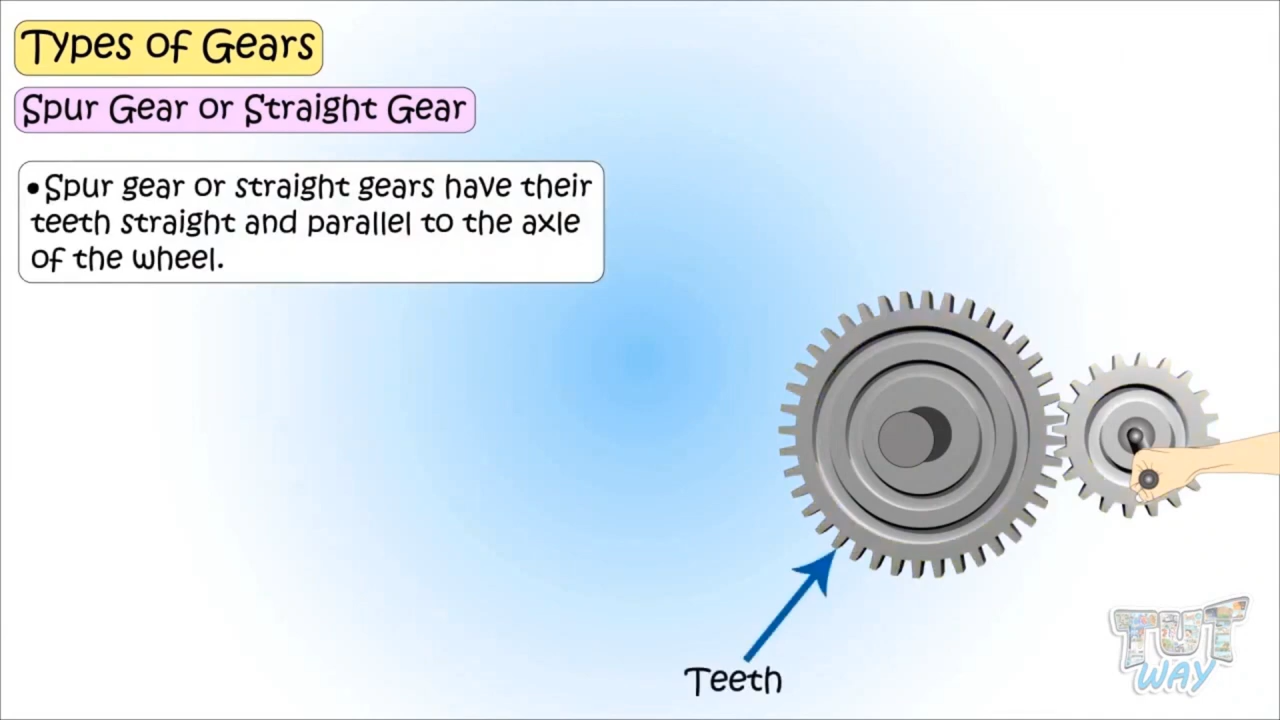 Types of Gears
Spur Gear or Straight Gear
•Spur gear or straight gears have their
teeth straight and parallel to the axle
of the wheel.
Teeth
TUT
WAY